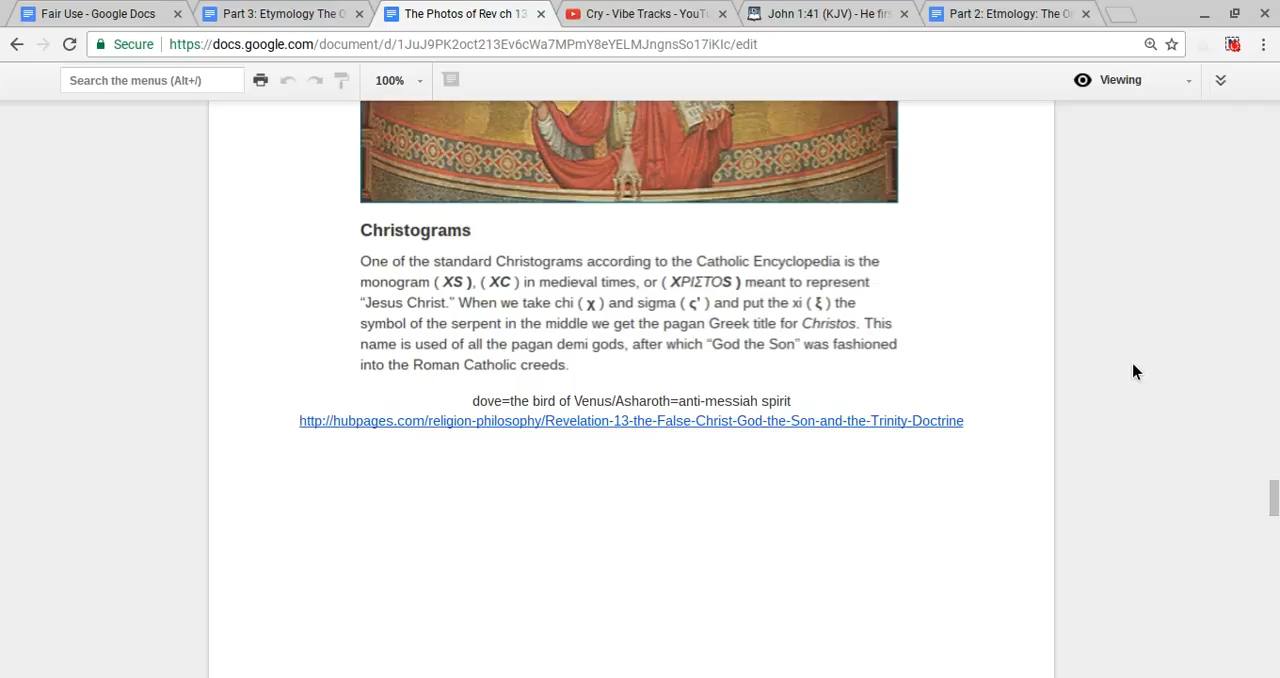 Fair Use - Google Docs
Part 3: Etymology The O
The Photos of Rev ch 13
Cry - Vibe Tracks - YouTu
John 1:41 (KJV) - He firs
Part 2: Etmology: The Or
Secure
https://docs.google.com/document/d/1JuJ9PK2oct213Ev6cWa7MPmY8eYELMJngnsSo17iKIc/edit
Search the menus (Alt+/)
100%
Viewing
Christograms
One of the standard Christograms according to the Catholic Encyclopedia is the
monogram ( XS ), ( XC ) in medieval times, or ( XPIΣTOS ) meant to represent
“Jesus Christ.” When we take chi ( χ ) and sigma ( ς' ) and put the xi ( ξ ) the
symbol of the serpent in the middle we get the pagan Greek title for Christos. This
name is used of all the pagan demi gods, after which “God the Son” was fashioned
into the Roman Catholic creeds.
dove=the bird of Venus/Asharoth=anti-messiah spirit
http://hubpages.com/religion-philosophy/Revelation-13-the-False-Christ-God-the-Son-and-the-Trinity-Doctrine